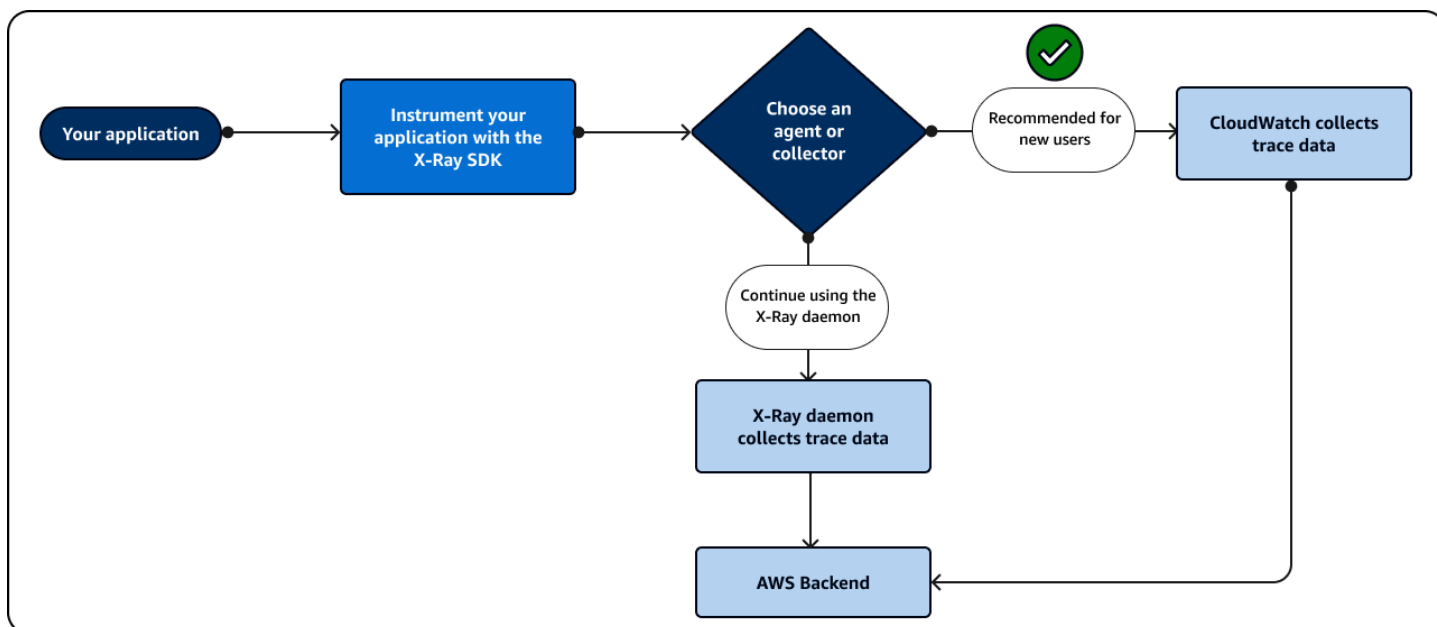 Your application
Instrument your
application with the
X-Ray SDK
Choose an
agent or
collector
Recommended for
new users
CloudWatch collects
trace data
Continue using the
X-Ray daemon
X-Ray daemon
collects trace data
AWS Backend